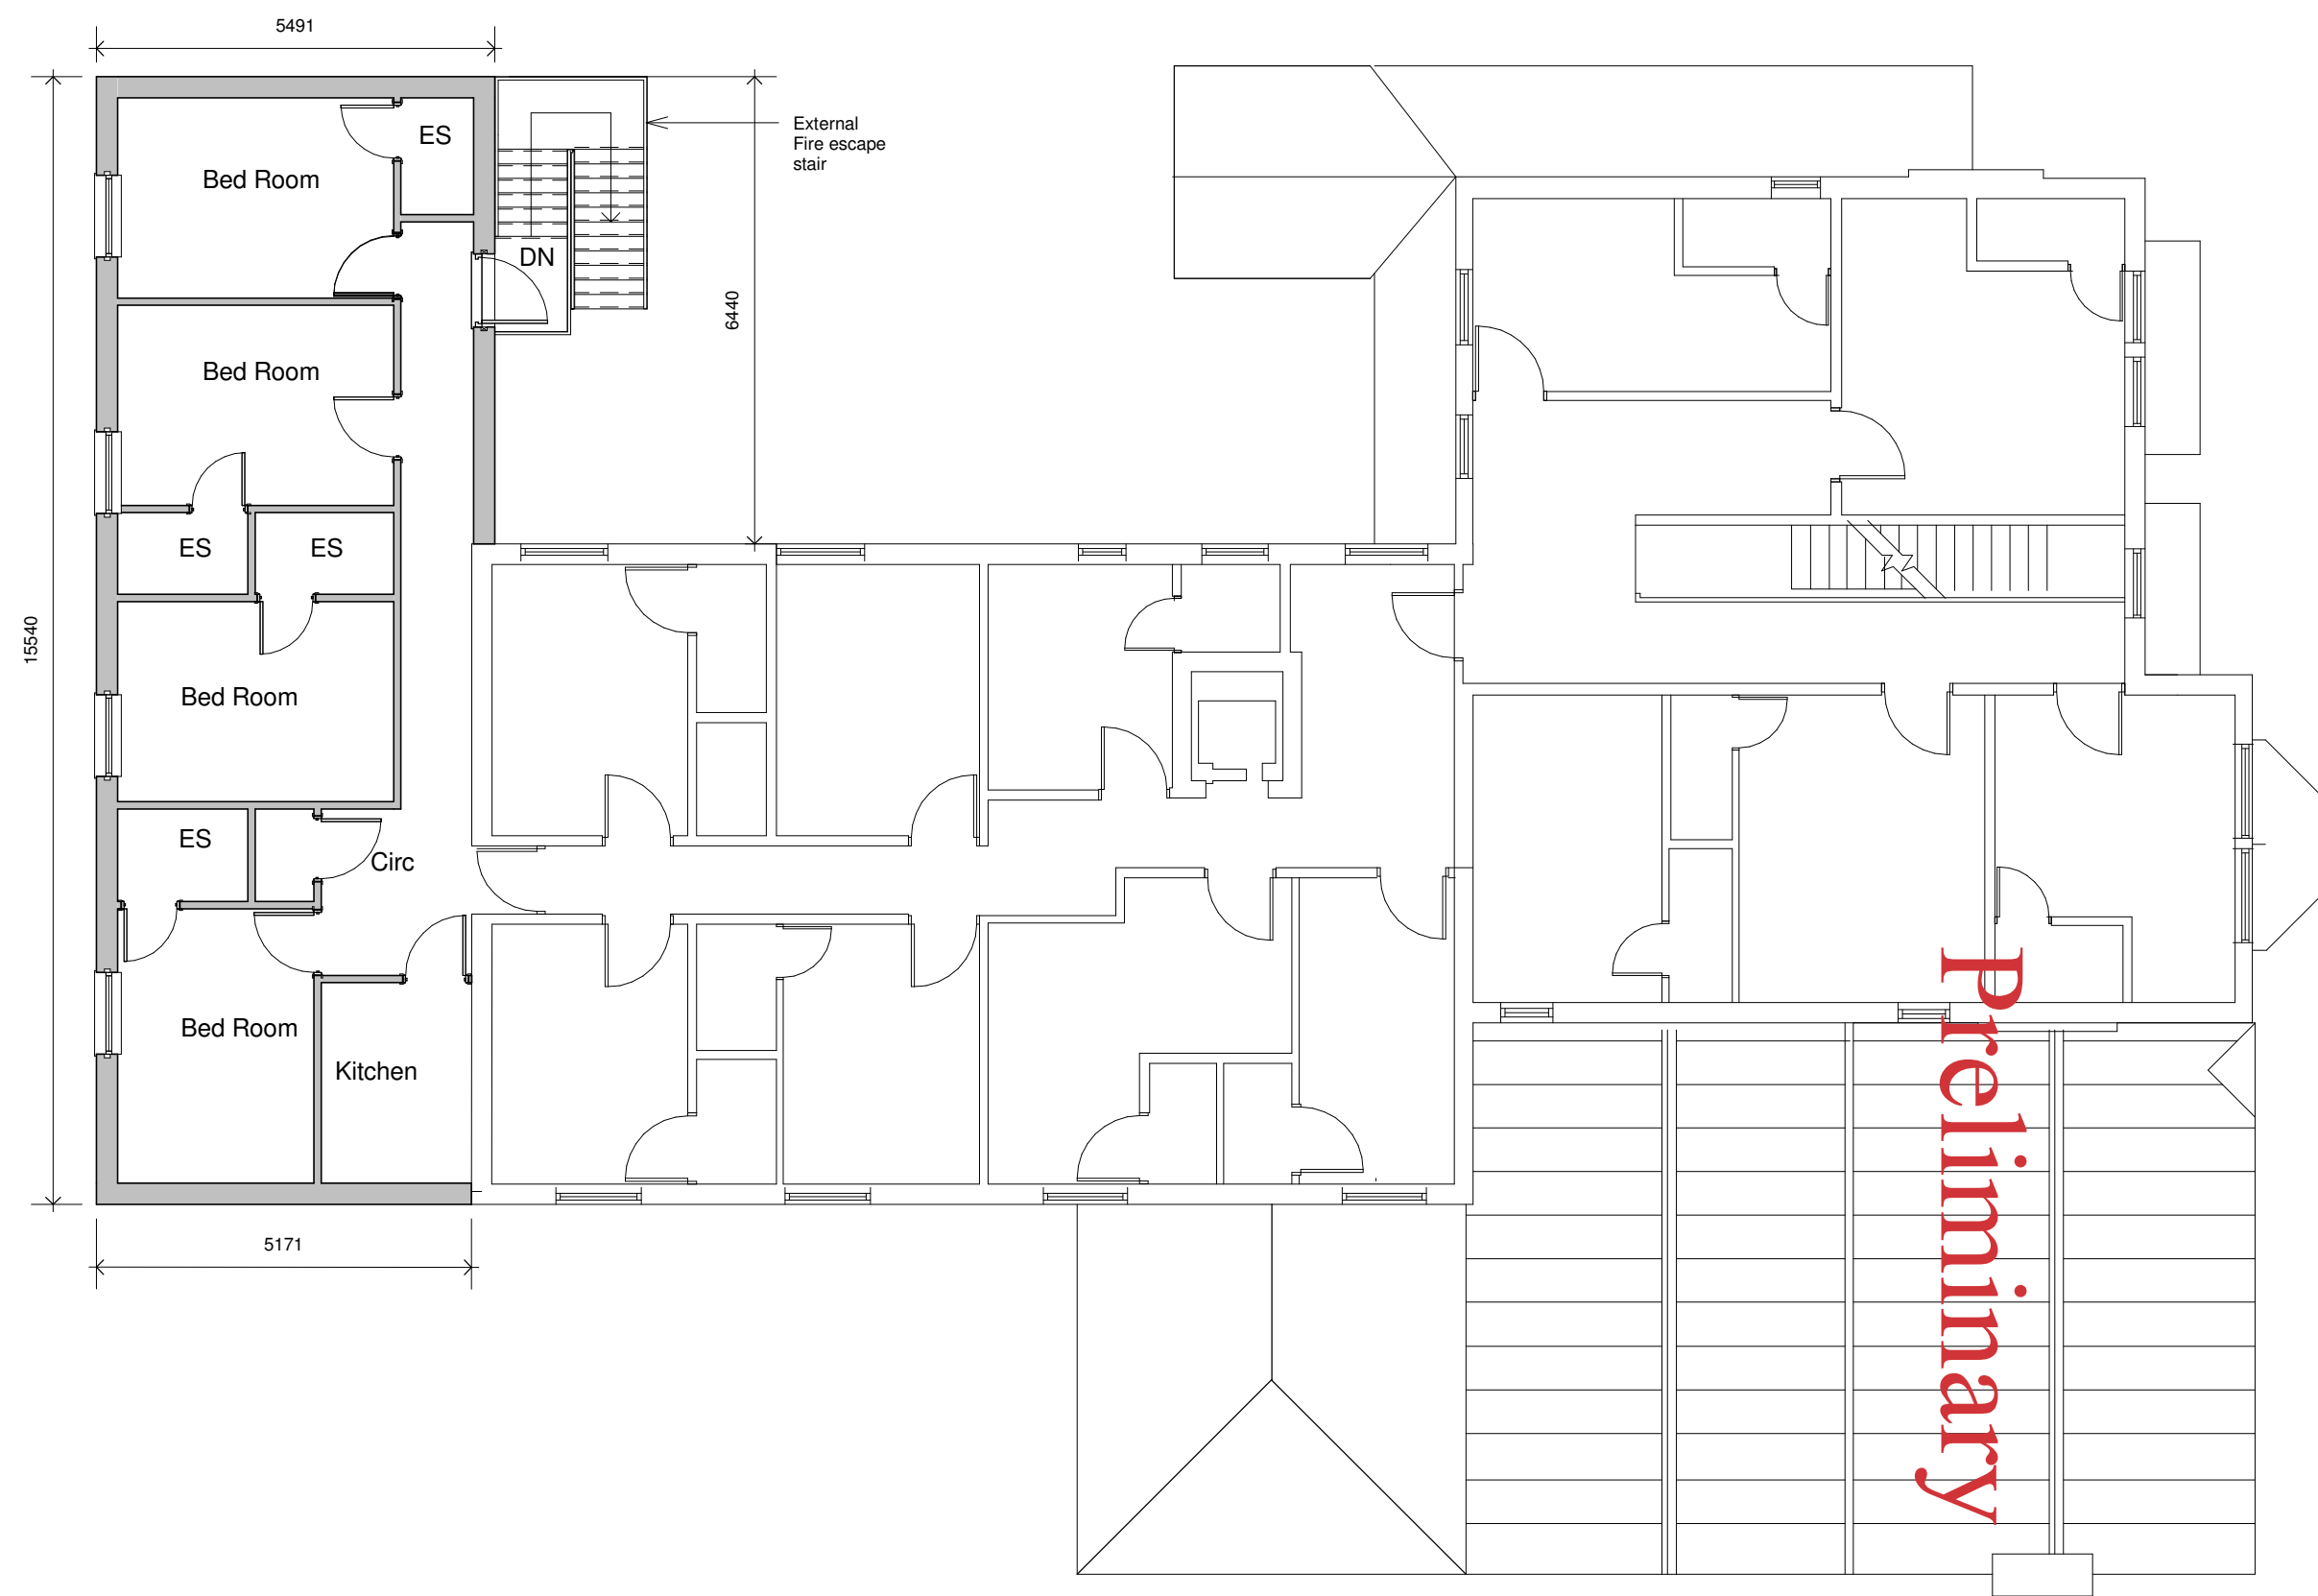 5491
ES
External
Fire escape
stair
Bed Room
DN
6440
Bed Room
ES
ES
15540
Bed Room
ES
Circ
Bed Room
Kitchen
5171
Preliminary